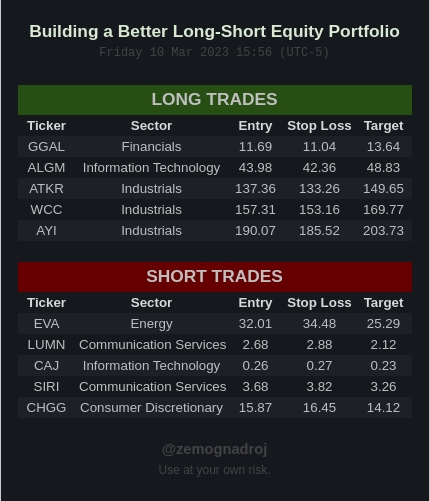 Building a Better Long-Short Equity Portfolio
Friday 10 Mar 2023 15:56 (UTC-5)
LONG TRADES
Ticker Sector Entry Stop Loss Target
GGAL Financials 11.69 11.04 13.64
ALGM Information Technology 43.98 42.36 48.83
ATKR Industrials 137.36 133.26 149.65
WCC Industrials 157.31 153.16 169.77
AYI Industrials 190.07 185.52 203.73
SHORT TRADES
Ticker Sector Entry Stop Loss Target
EVA Energy 32.01 34.48 25.29
LUMN Communication Services 2.68 2.88 2.12
CAJ Information Technology 0.26 0.27 0.23
SIRI Communication Services 3.68 3.82 3.26
CHGG Consumer Discretionary 15.87 16.45 14.12
@zemognadroj
Use at your own risk.